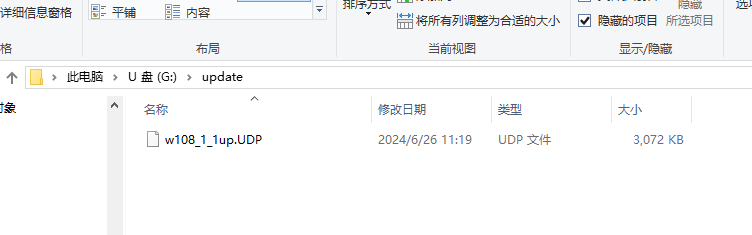 详细信息窗格 平铺 内容 排序方式 将所有列调整为合适的大小 隐藏的项目 隐藏
所选项目
格 布局 当前视图 显示/隐藏
此电脑 U 盘 (G:) update
对象 名称 修改日期 类型 大小
w108_1_1up.UDP 2024/6/26 11:19 UDP 文件 3,072 KB